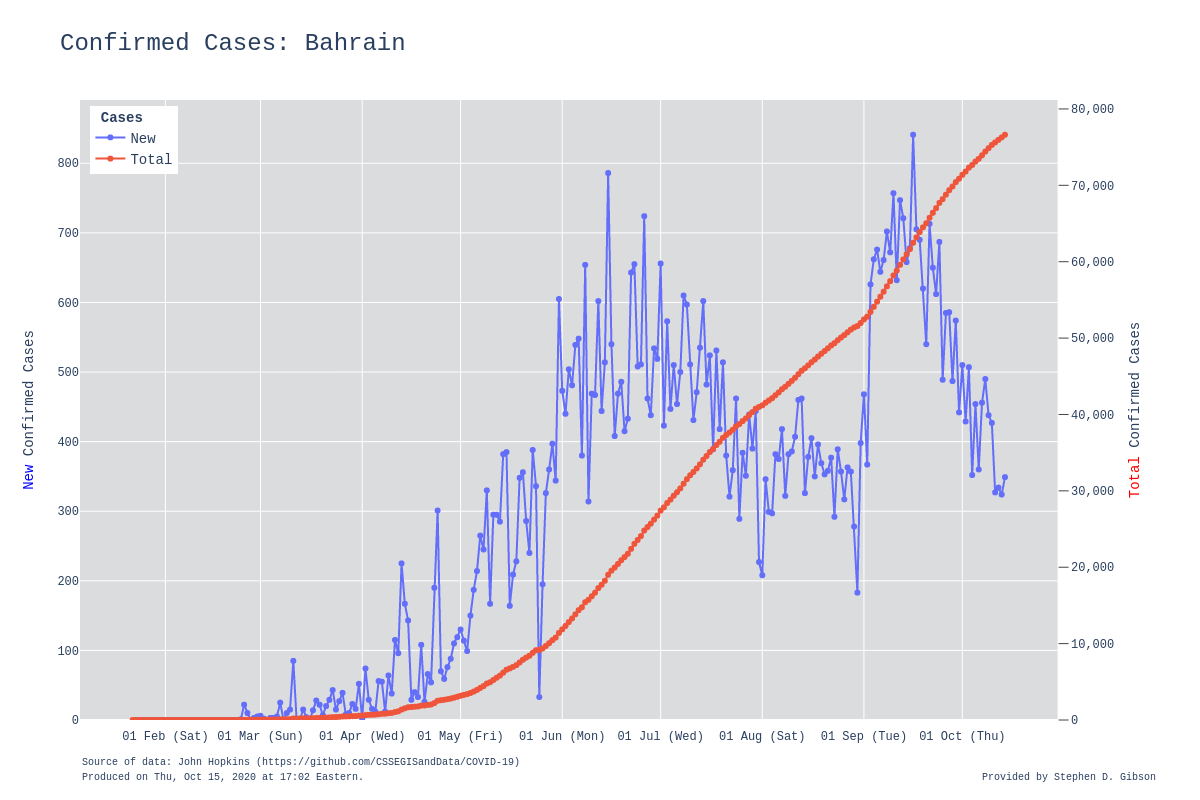 Confirmed Cases: Bahrain
Cases
New
Total
800
700
600
500
400
300
200
100
0
80,000
70,000
60,000
50,000
40,000
30,000
20,000
10,000
0
New Confirmed Cases
Total Confirmed Cases
01 Feb (Sat) 01 Mar (Sun) 01 Apr (Wed) 01 May (Fri) 01 Jun (Mon) 01 Jul (Wed) 01 Aug (Sat) 01 Sep (Tue) 01 Oct (Thu)
Source of data: John Hopkins (https://github.com/CSSEGISandData/COVID-19)
Produced on Thu, Oct 15, 2020 at 17:02 Eastern.
Provided by Stephen D. Gibson